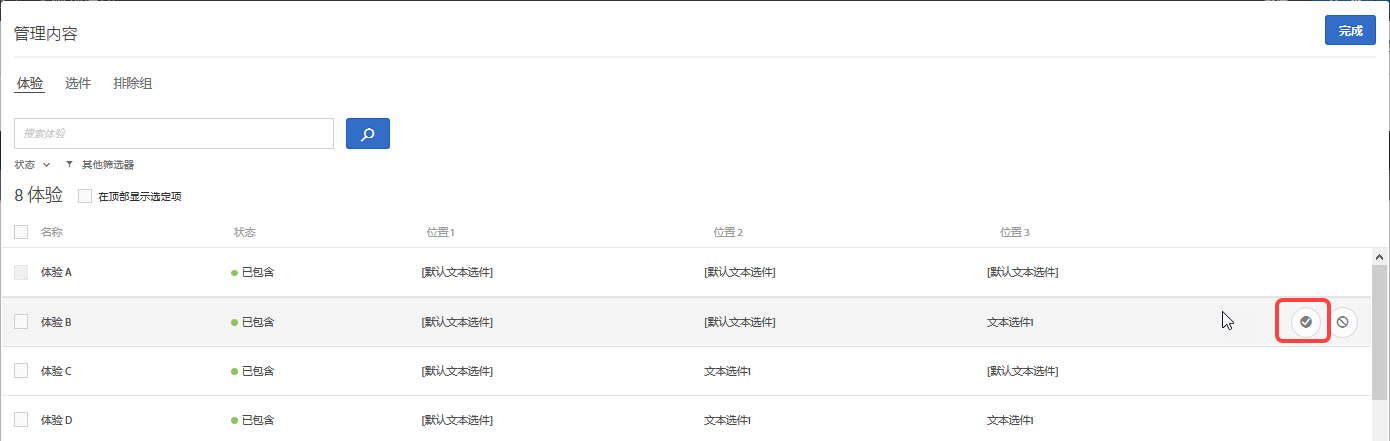 管理内容
完成
体验 选件 排除组
搜索体验
状态 其他筛选器
8 体验 在顶部显示选定项
名称 状态 位置 1 位置 2 位置 3
体验 A 已包含 [默认文本选件] [默认文本选件] [默认文本选件]
体验 B 已包含 [默认文本选件] [默认文本选件] 文本选件1
体验 C 已包含 [默认文本选件] 文本选件1 [默认文本选件]
体验 D 已包含 [默认文本选件] 文本选件1 文本选件1